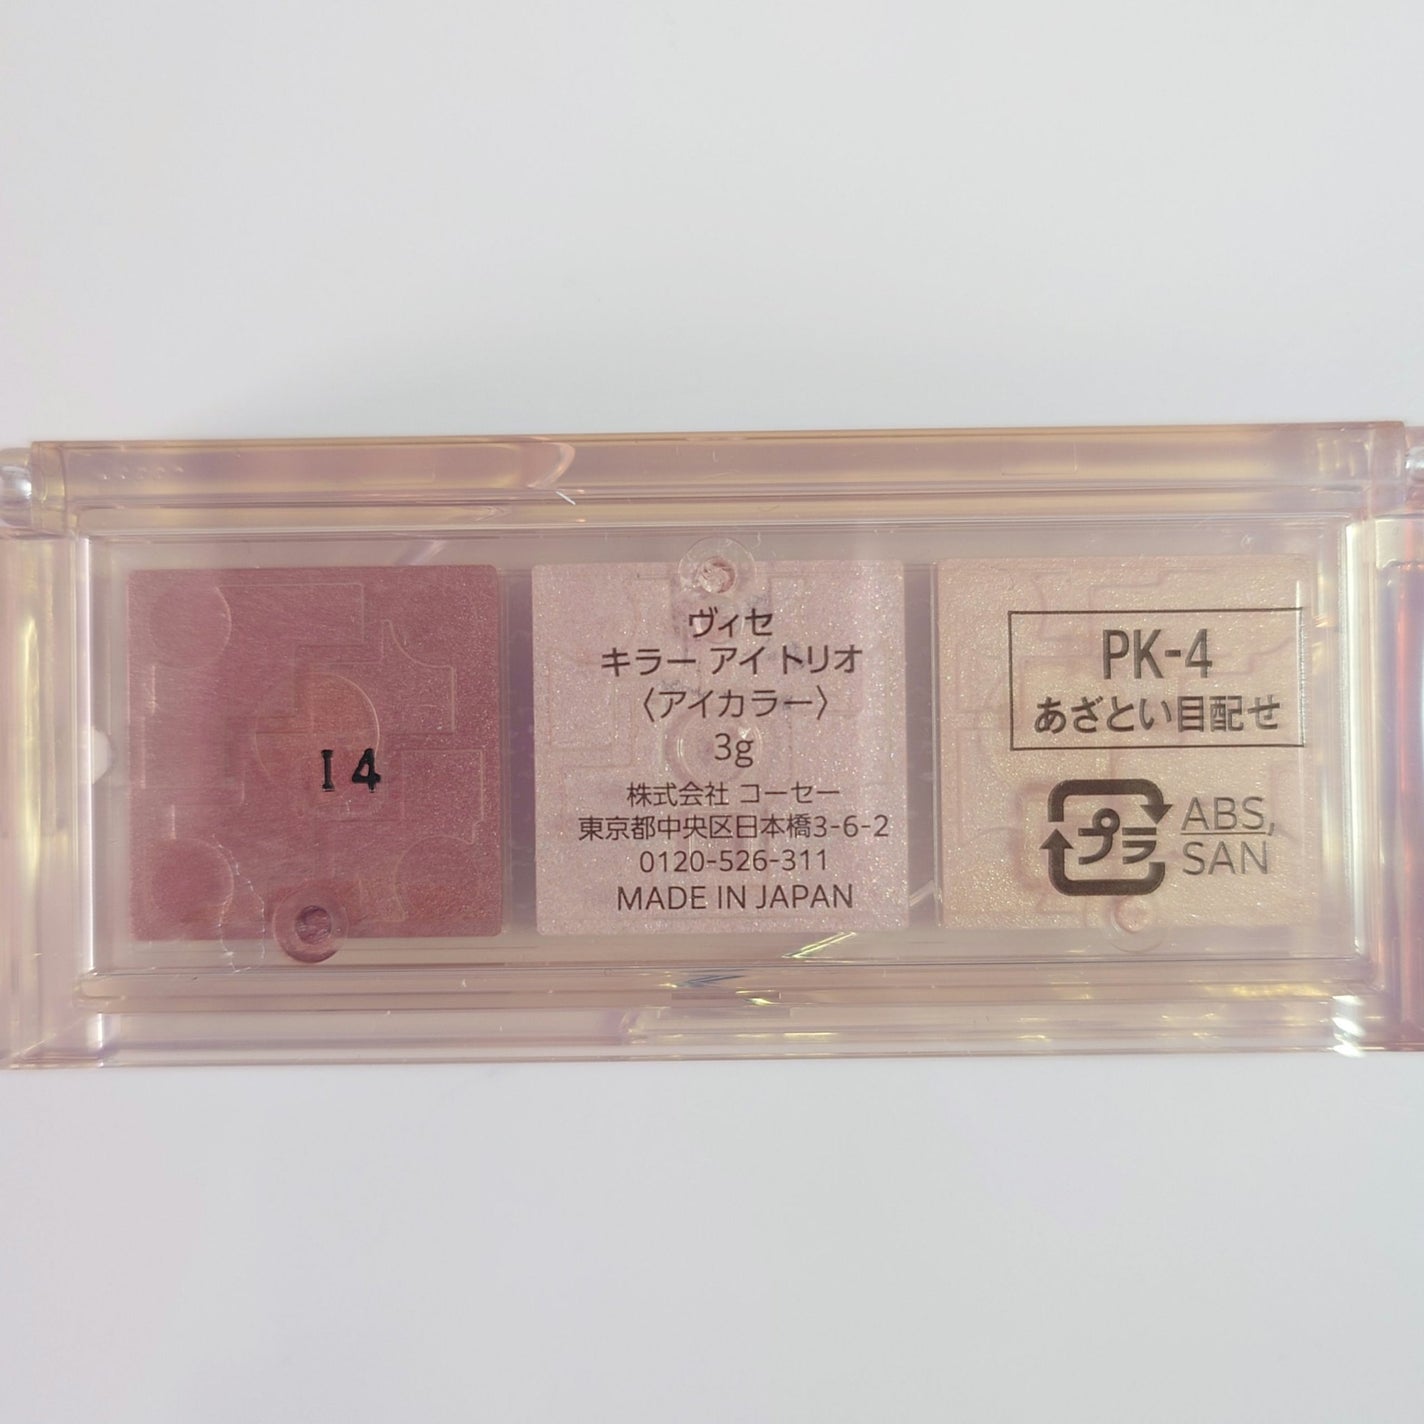 I4
ヴィセ
キラー アイ トリオ
〈アイカラー〉
3g
株式会社 コーセー
東京都中央区日本橋3-6-2
0120-526-311
MADE IN JAPAN
PK-4
あざとい目配せ
プラ
ABS,
SAN